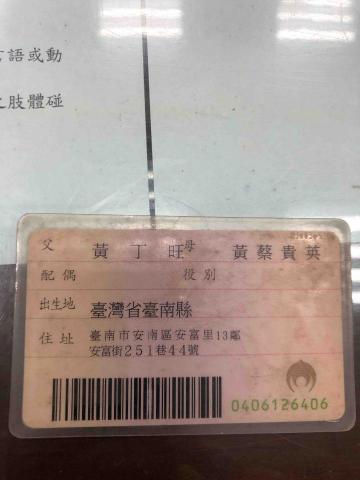 言語或動
之肢體碰
父 黃丁旺 母 黃蔡貴英
配偶 役別
出生地 臺灣省臺南縣
住址 臺南市安南區安富里13鄰
安富街251巷44號
0406126406